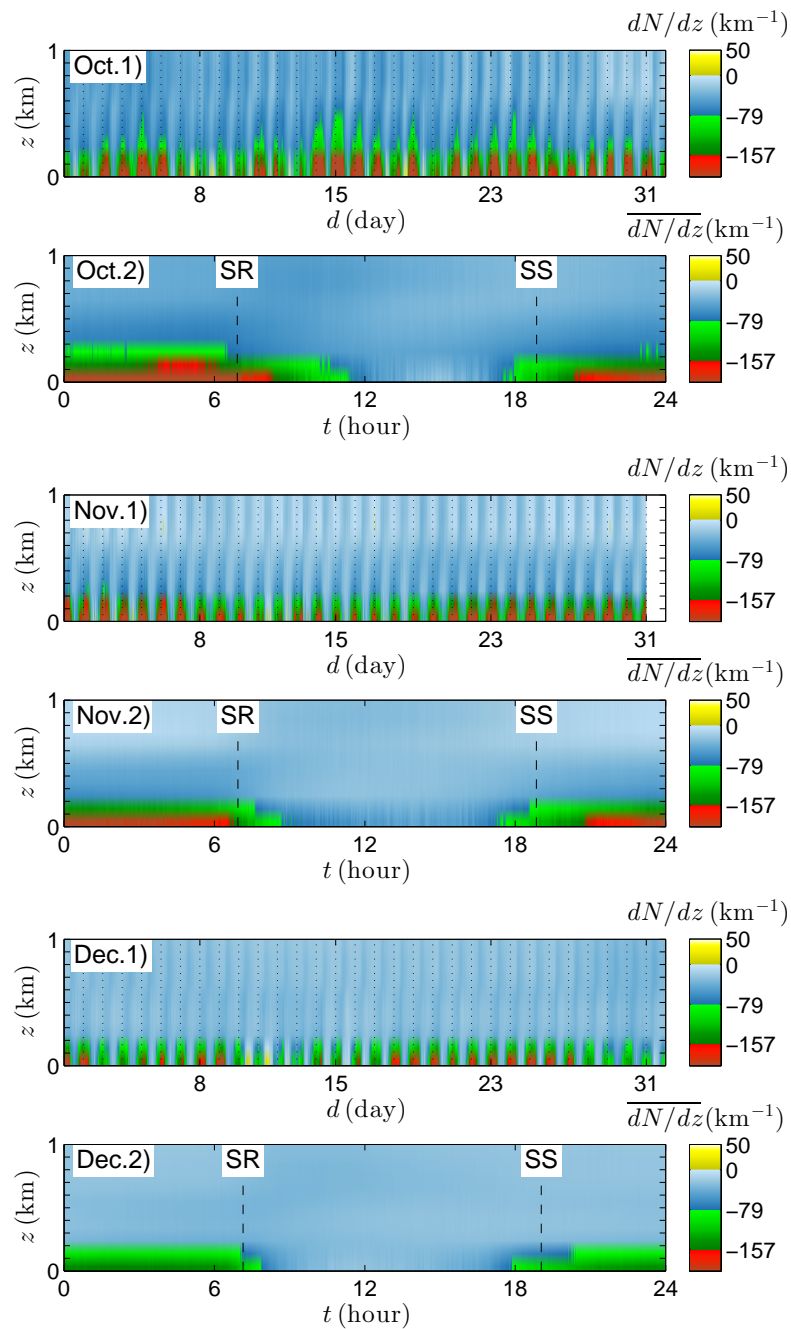 dN/dz (km⁻¹)
Oct.1)
1
0
z (km)
8 15 23 31
d (day)
50
0
−79
−157
dN/dz (km⁻¹)
Oct.2)
SR
SS
1
0
z (km)
0 6 12 18 24
t (hour)
50
0
−79
−157
dN/dz (km⁻¹)
Nov.1)
1
0
z (km)
8 15 23 31
d (day)
50
0
−79
−157
dN/dz (km⁻¹)
Nov.2)
SR
SS
1
0
z (km)
0 6 12 18 24
t (hour)
50
0
−79
−157
dN/dz (km⁻¹)
Dec.1)
1
0
z (km)
8 15 23 31
d (day)
50
0
−79
−157
dN/dz (km⁻¹)
Dec.2)
SR
SS
1
0
z (km)
0 6 12 18 24
t (hour)
50
0
−79
−157